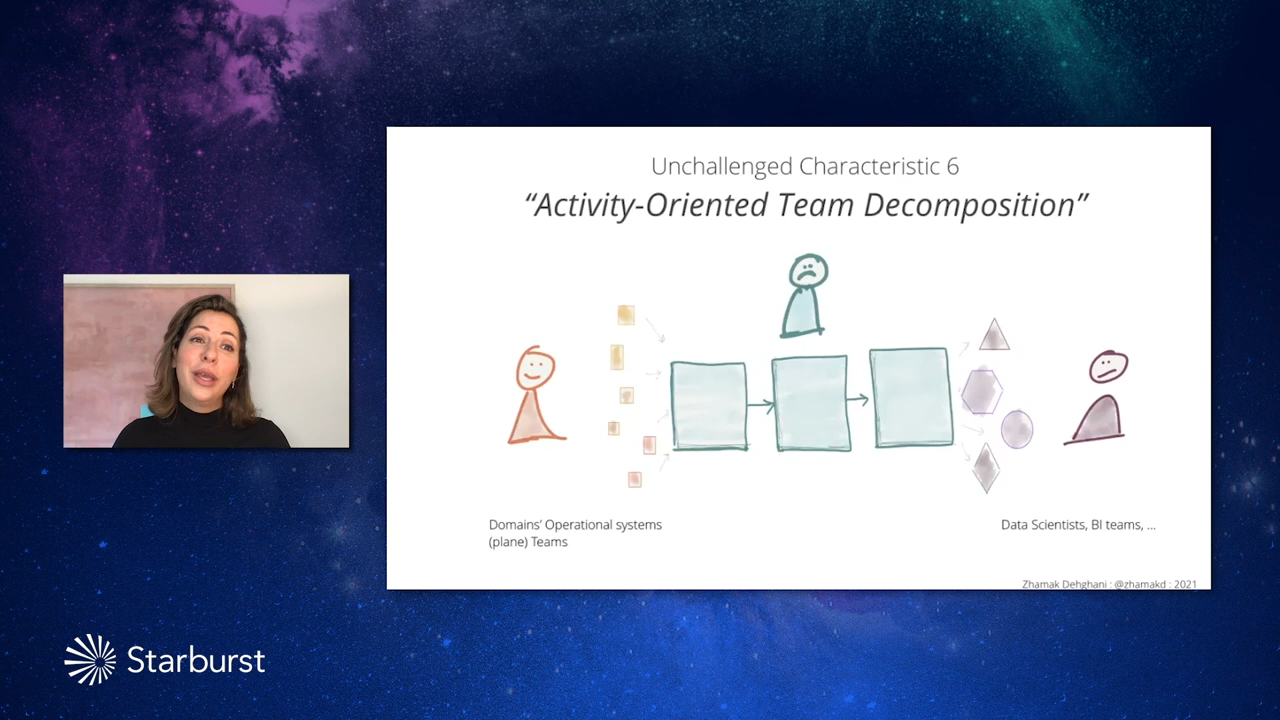 Unchallenged Characteristic 6
“Activity-Oriented Team Decomposition”
Domains’ Operational systems
(plane) Teams
Data Scientists, BI teams, ...
Zhamak Dehghani : @zhamakd : 2021
Starburst